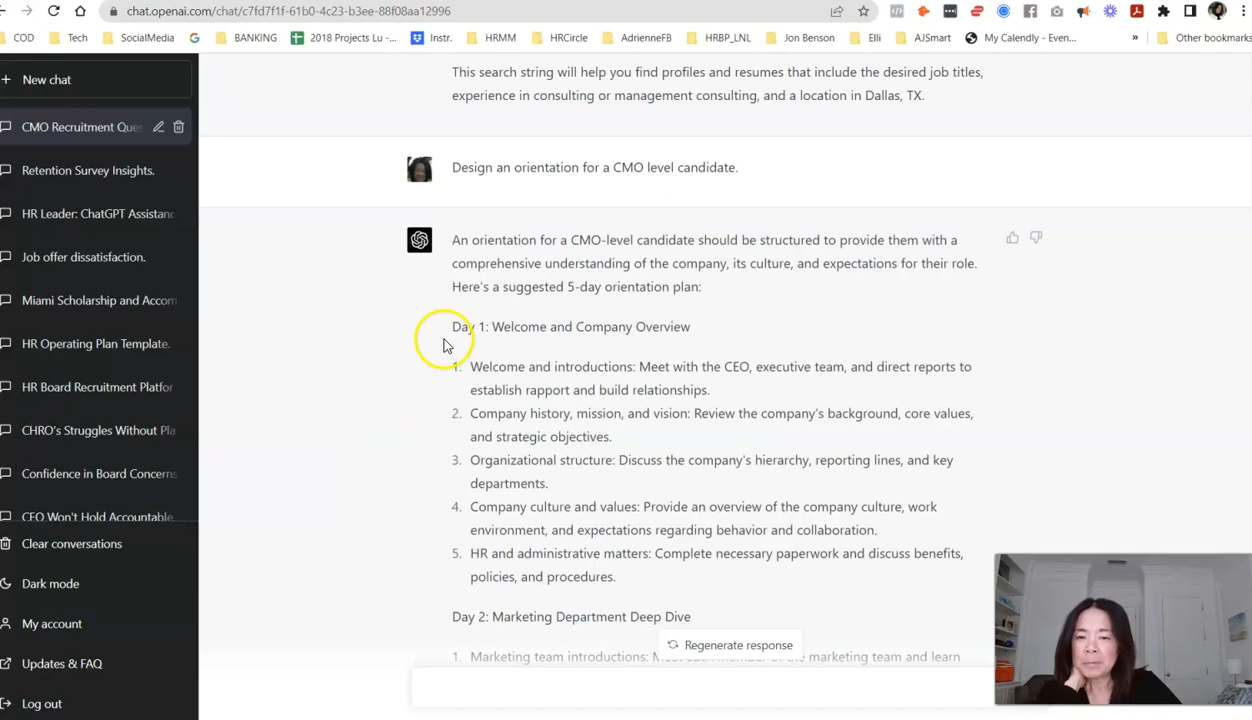 chat.openai.com/chat/c7fd7f1f-61b0-4c23-b3ee-88f08aa12996
COD Tech SocialMedia BANKING 2018 Projects Lu -... Instr. HRMM HRCircle AdrienneFB HRBP_LNL Jon Benson Elli AJSmart My Calendly - Even... » Other bookmarks
New chat
CMO Recruitment Ques
Retention Survey Insights.
HR Leader: ChatGPT Assistanc
Job offer dissatisfaction.
Miami Scholarship and Accom
HR Operating Plan Template.
HR Board Recruitment Platfor
CHRO's Struggles Without Pla
Confidence in Board Concerns
CEO Won't Hold Accountable
Clear conversations
Dark mode
My account
Updates & FAQ
Log out
This search string will help you find profiles and resumes that include the desired job titles,
experience in consulting or management consulting, and a location in Dallas, TX.
Design an orientation for a CMO level candidate.
An orientation for a CMO-level candidate should be structured to provide them with a
comprehensive understanding of the company, its culture, and expectations for their role.
Here's a suggested 5-day orientation plan:
Day 1: Welcome and Company Overview
1. Welcome and introductions: Meet with the CEO, executive team, and direct reports to
establish rapport and build relationships.
2. Company history, mission, and vision: Review the company's background, core values,
and strategic objectives.
3. Organizational structure: Discuss the company's hierarchy, reporting lines, and key
departments.
4. Company culture and values: Provide an overview of the company culture, work
environment, and expectations regarding behavior and collaboration.
5. HR and administrative matters: Complete necessary paperwork and discuss benefits,
policies, and procedures.
Day 2: Marketing Department Deep Dive
Regenerate response
1. Marketing team introductions: the marketing team and learn